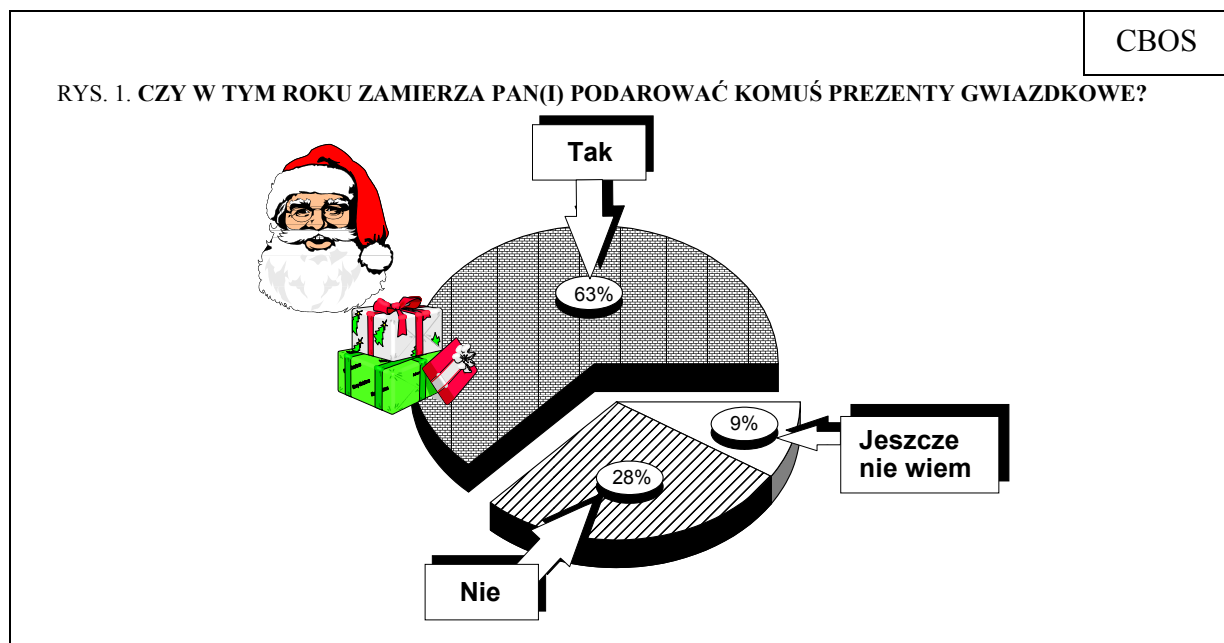 CBOS
RYS. 1. CZY W TYM ROKU ZAMIERZA PAN(I) PODAROWAĆ KOMUŚ PREZENTY GWIAZDKOWE?
Tak
63%
9%
Jeszcze
nie wiem
28%
Nie